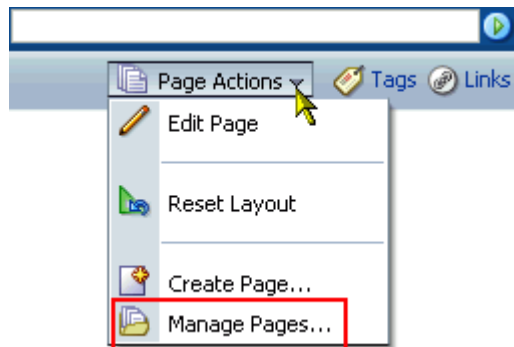 Page Actions Tags Links
Edit Page
Reset Layout
Create Page...
Manage Pages...